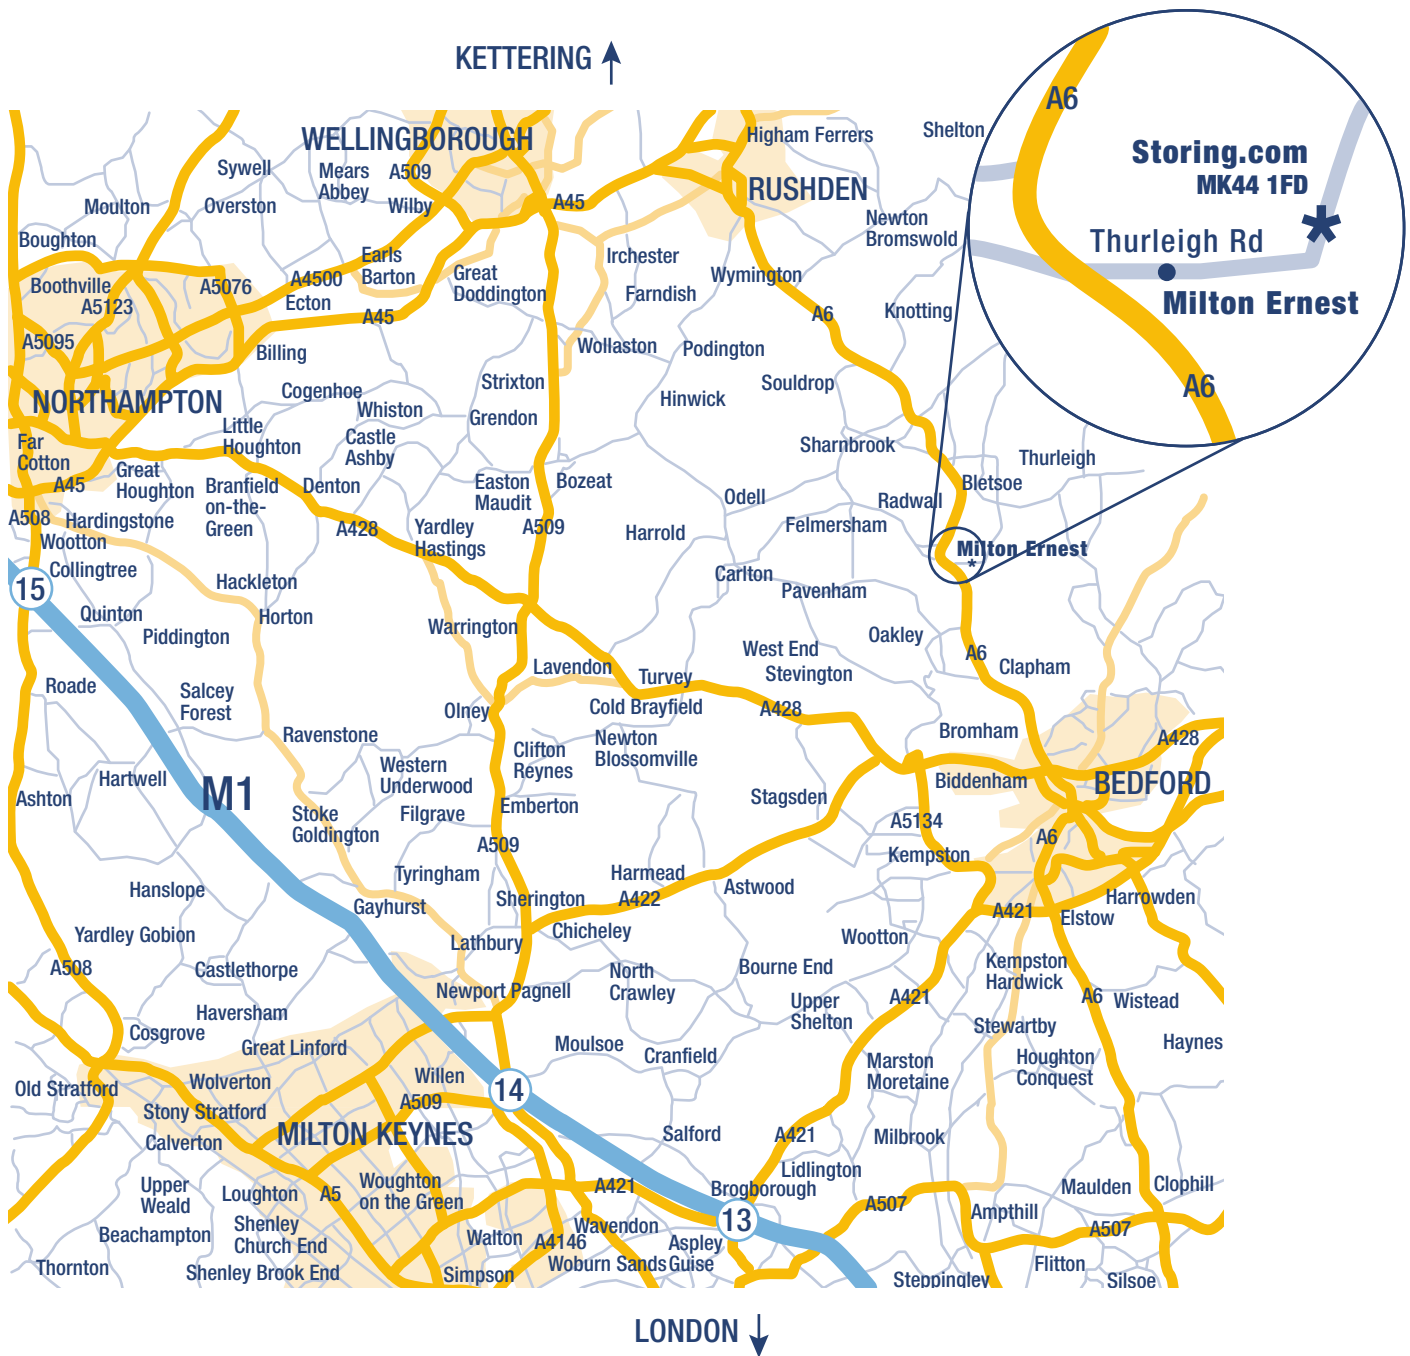 KETTERING
WELLINGBOROUGH
Higham Ferrers
Shelton
A6
Storing.com
MK44 1FD
Sywell
Mears
Abbey
A509
RUSHDEN
Moulton
Overston
Wilby
A45
Newton
Bromswold
Thurleigh Rd
Milton Ernest
A6
Boughton
Earls
Barton
Irchester
Wymington
Boothville
A5123
A5076
A4500
Ecton
Great
Doddington
Farndish
Knotting
A6
A45
A5095
Billing
Wollaston
Podington
Strixton
Souldrop
Cogenhoe
Hinwick
NORTHAMPTON
Whiston
Grendon
Little
Houghton
Castle
Ashby
Sharnbrook
Far
Cotton
Thurleigh
A45
Great
Houghton
Branfield
on-the-
Green
Denton
Easton
Maudit
Bozeat
Odell
Radwall
Bletsoe
A508
Hardingstone
A428
Yardley
Hastings
A509
Harrold
Felmersham
Wootton
Milton Ernest
*
Collingtree
15
Hackleton
Carlton
Pavenham
Quinton
Horton
Piddington
Warrington
Oakley
West End
Stevington
A6
Clapham
Roade
Salcey
Forest
Lavendon
Turvey
Olney
Cold Brayfield
A428
Ravenstone
Bromham
A428
Clifton
Reynes
Newton
Blossomville
Western
Underwood
Hartwell
M1
Biddenham
BEDFORD
Ashton
Stoke
Goldington
Filgrave
Emberton
Stagsden
A5134
A6
A509
Kempston
Tyringham
Harmead
Astwood
Hanslope
Gayhurst
Sherington
A422
Harrowden
A421
Elstow
Yardley Gobion
Lathbury
Chicheley
Wootton
A508
Castlethorpe
North
Crawley
Bourne End
Kempston
Hardwick
Newport Pagnell
Upper
Shelton
A421
A6
Wistead
Haversham
Cosgrove
Stewartby
Great Linford
Moulsoe
Cranfield
Haynes
Marston
Moretaine
Houghton
Conquest
Old Stratford
Wolverton
Willen
14
Stony Stratford
A509
Calverton
MILTON KEYNES
Salford
A421
Milbrook
Lidlington
Upper
Weald
Loughton
A5
Woughton
on the Green
A421
Brogborough
Maulden
Clophill
13
A507
Ampthill
Beachampton
Shenley
Church End
Walton
A4146
Wavendon
Aspley
Guise
A507
Thornton
Shenley Brook End
Simpson
Woburn Sands
Flitton
Steppingley
Silsoe
LONDON